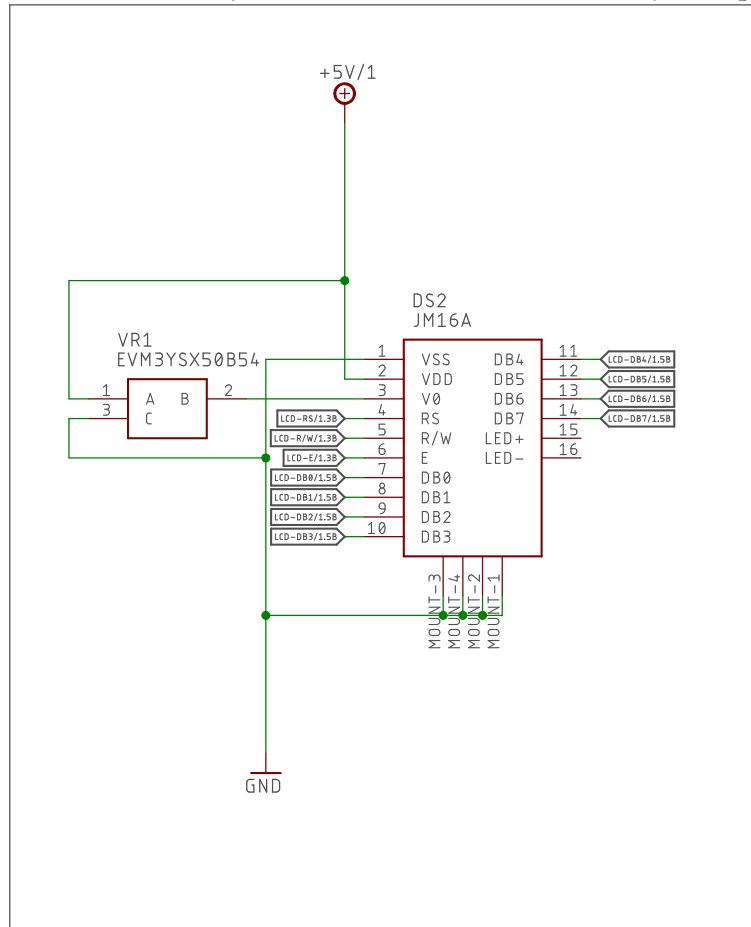 +5V/1
DS2
JM16A
VR1
EVM3YSX50B54
1
A
B
2
3
C
1
VSS
2
VDD
3
V0
LCD-RS/1.3B
4
RS
LCD-R/W/1.3B
5
R/W
LCD-E/1.3B
6
E
LCD-DB0/1.5B
7
DB0
LCD-DB1/1.5B
8
DB1
LCD-DB2/1.5B
9
DB2
LCD-DB3/1.5B
10
DB3
DB4
11
LCD-DB4/1.5B
DB5
12
LCD-DB5/1.5B
DB6
13
LCD-DB6/1.5B
DB7
14
LCD-DB7/1.5B
LED+
15
LED-
16
MOUNT-3
MOUNT-4
MOUNT-2
MOUNT-1
GND